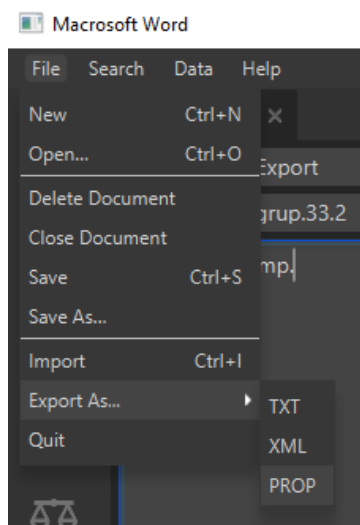 Macrosoft Word
File Search Data Help
New Ctrl+N
Open... Ctrl+O
Export
Delete Document
grup.33.2
Close Document
mp.
Save Ctrl+S
Save As...
Import Ctrl+I
Export As...
TXT
Quit
XML
PROP